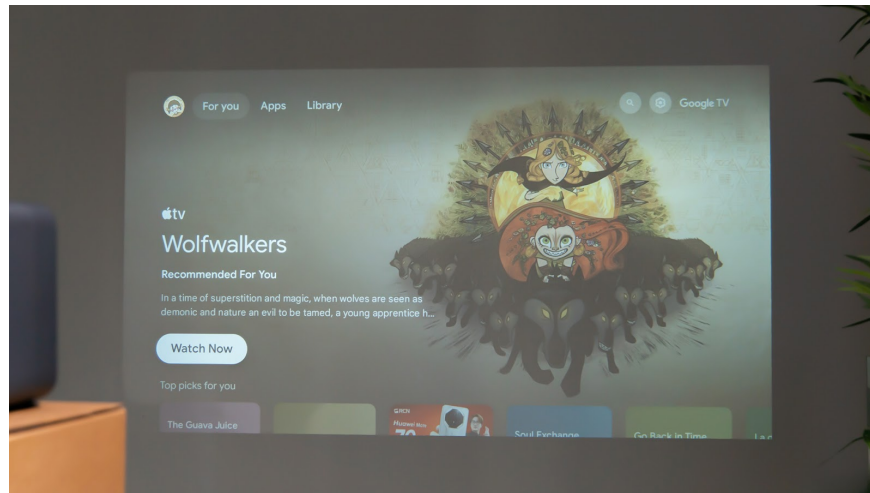 For you Apps Library Google TV
tv
Wolfwalkers
Recommended For You
In a time of superstition and magic, when wolves are seen as
demonic and nature an evil to be tamed, a young apprentice h...
Watch Now
Top picks for you
The Guava Juice
Soul Exchange
Go Back in Time